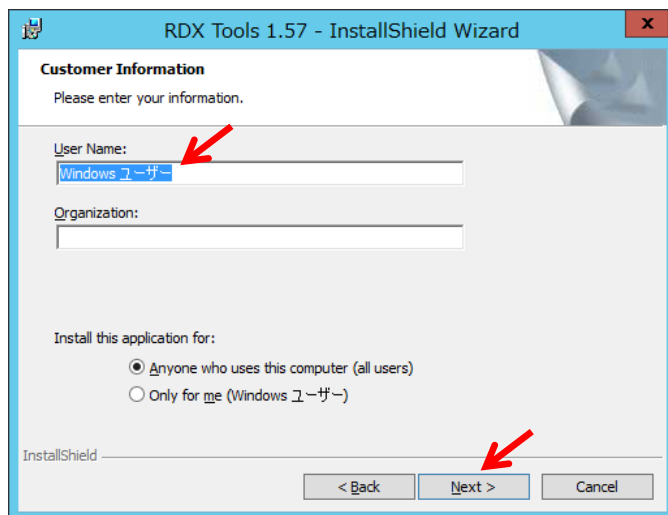 RDX Tools 1.57 - InstallShield Wizard
x
Customer Information
Please enter your information.
User Name:
Windows ユーザー
Organization:
Install this application for:
Anyone who uses this computer (all users)
Only for me (Windows ユーザー)
InstallShield
< Back Next > Cancel